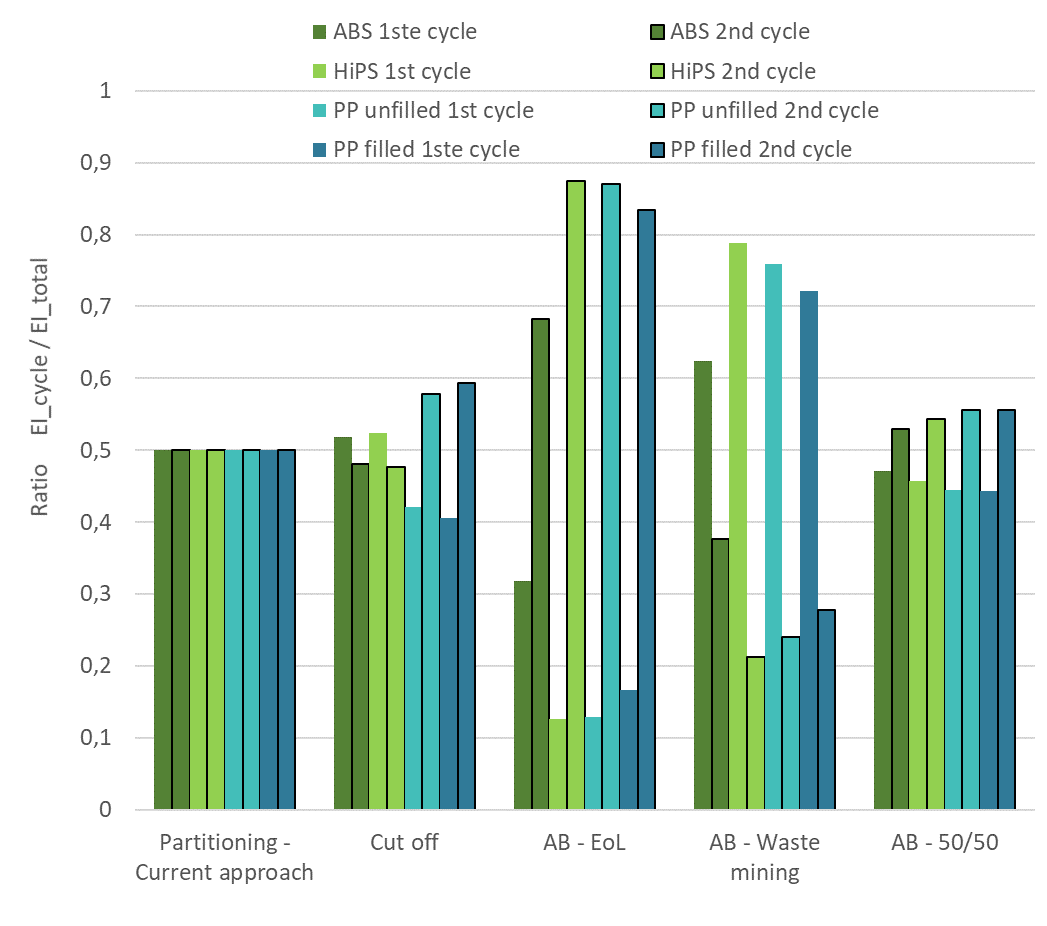 ABS 1ste cycle
ABS 2nd cycle
HiPS 1st cycle
HiPS 2nd cycle
PP unfilled 1st cycle
PP unfilled 2nd cycle
PP filled 1ste cycle
PP filled 2nd cycle
1
0,9
0,8
0,7
0,6
0,5
0,4
0,3
0,2
0,1
0
Ratio EI_cycle / EI_total
Partitioning -
Current approach
Cut off
AB - EoL
AB - Waste
mining
AB - 50/50